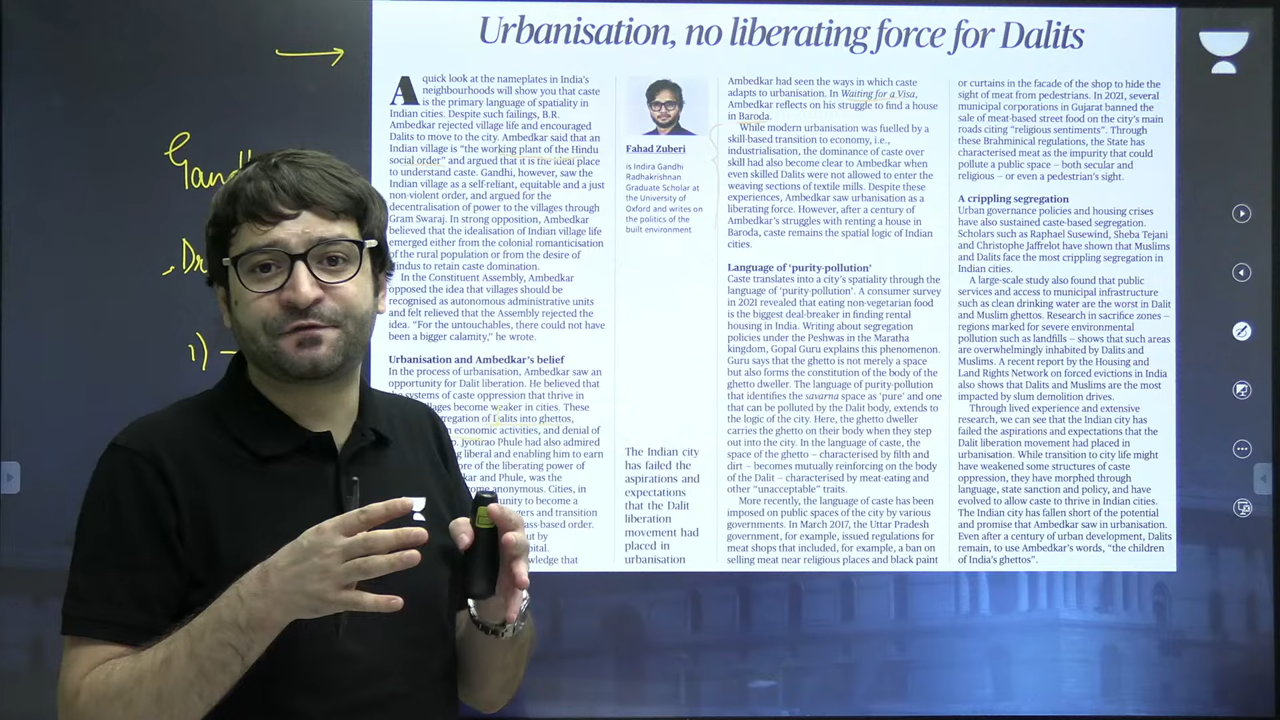 Urbanisation, no liberating force for Dalits
A quick look at the nameplates in India's
neighbourhoods will show you that caste
is the primary language of spatiality in
Indian cities. Despite such failings, B.R.
Ambedkar rejected village life and encouraged
Dalits to move to the city. Ambedkar said that an
Indian village is "the working plant of the Hindu
social order" and argued that it is the ideal place
to understand caste. Gandhi, however, saw the
Indian village as a self-reliant, equitable and a just
non-violent order, and argued for the
decentralisation of power to the villages through
Gram Swaraj. In strong opposition, Ambedkar
believed that the idealisation of Indian village life
emerged either from the colonial romanticisation
of the rural population or from the desire of
Hindus to retain caste domination.
In the Constituent Assembly, Ambedkar
opposed the idea that villages should be
recognised as autonomous administrative units
and felt relieved that the Assembly rejected the
idea. "For the untouchables, there could not have
been a bigger calamity," he wrote.
Urbanisation and Ambedkar's belief
In the process of urbanisation, Ambedkar saw an
opportunity for Dalit liberation. He believed that
the systems of caste oppression that thrive in
villages become weaker in cities. These
Dalits into ghettos,
economic activities, and denial of
Jyotirao Phule had also admired
liberal and enabling him to earn
of the liberating power of
and Phule, was the
anonymous. Cities, in
to become a
and transition
order.
by
that
Fahad Zuberi
is Indira Gandhi
Radhakrishnan
Graduate Scholar at
the University of
Oxford and writes on
the politics of the
built environment
The Indian city
has failed the
aspirations and
expectations
that the Dalit
liberation
movement had
placed in
urbanisation
Ambedkar had seen the ways in which caste
adapts to urbanisation. In Waiting for a Visa,
Ambedkar reflects on his struggle to find a house
in Baroda.
While modern urbanisation was fuelled by a
skill-based transition to economy, i.e.,
industrialisation, the dominance of caste over
skill had also become clear to Ambedkar when
even skilled Dalits were not allowed to enter the
weaving sections of textile mills. Despite these
experiences, Ambedkar saw urbanisation as a
liberating force. However, after a century of
Ambedkar's struggles with renting a house in
Baroda, caste remains the spatial logic of Indian
cities.
Language of 'purity-pollution'
Caste translates into a city's spatiality through the
language of 'purity-pollution'. A consumer survey
in 2021 revealed that eating non-vegetarian food
is the biggest deal-breaker in finding rental
housing in India. Writing about segregation
policies under the Peshwas in the Maratha
kingdom, Gopal Guru explains this phenomenon.
Guru says that the ghetto is not merely a space
but also forms the constitution of the body of the
ghetto dweller. The language of purity-pollution
that identifies the savarna space as 'pure' and one
that can be polluted by the Dalit body, extends to
the logic of the city. Here, the ghetto dweller
carries the ghetto on their body when they step
out into the city. In the language of caste, the
space of the ghetto – characterised by filth and
dirt – becomes mutually reinforcing on the body
of the Dalit – characterised by meat-eating and
other "unacceptable" traits.
More recently, the language of caste has been
imposed on public spaces of the city by various
governments. In March 2017, the Uttar Pradesh
government, for example, issued regulations for
meat shops that included, for example, a ban on
selling meat near religious places and black paint
or curtains in the facade of the shop to hide the
sight of meat from pedestrians. In 2021, several
municipal corporations in Gujarat banned the
sale of meat-based street food on the city's main
roads citing "religious sentiments". Through
these Brahminical regulations, the State has
characterised meat as the impurity that could
pollute a public space – both secular and
religious – or even a pedestrian's sight.
A crippling segregation
Urban governance policies and housing crises
have also sustained caste-based segregation.
Scholars such as Raphael Susewind, Sheba Tejani
and Christophe Jaffrelot have shown that Muslims
and Dalits face the most crippling segregation in
Indian cities.
A large-scale study also found that public
services and access to municipal infrastructure
such as clean drinking water are the worst in Dalit
and Muslim ghettos. Research in sacrifice zones –
regions marked for severe environmental
pollution such as landfills – shows that such areas
are overwhelmingly inhabited by Dalits and
Muslims. A recent report by the Housing and
Land Rights Network on forced evictions in India
also shows that Dalits and Muslims are the most
impacted by slum demolition drives.
Through lived experience and extensive
research, we can see that the Indian city has
failed the aspirations and expectations that the
Dalit liberation movement had placed in
urbanisation. While transition to city life might
have weakened some structures of caste
oppression, they have morphed through
language, state sanction and policy, and have
evolved to allow caste to thrive in Indian cities.
The Indian city has fallen short of the potential
and promise that Ambedkar saw in urbanisation.
Even after a century of urban development, Dalits
remain, to use Ambedkar's words, "the children
of India's ghettos".
Gandh
Dr
1) –